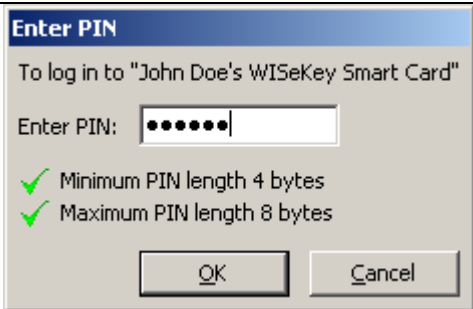 Enter PIN
To log in to "John Doe's WISeKey Smart Card"
Enter PIN: ●●●●●●
Minimum PIN length 4 bytes
Maximum PIN length 8 bytes
OK Cancel